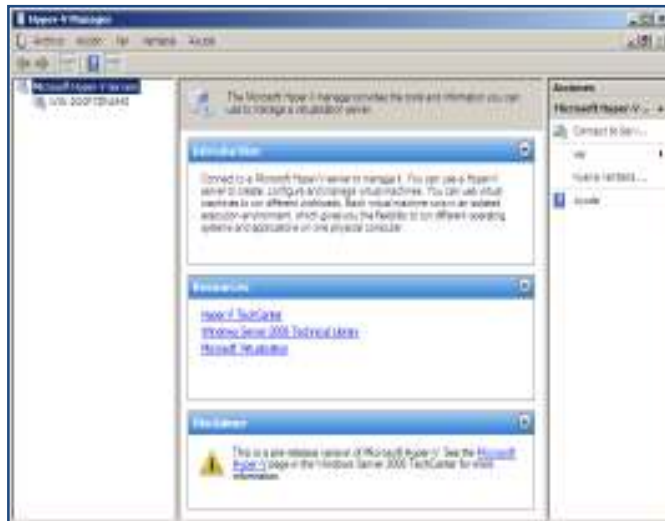 Hyper-V Manager
Archivo Acción Ver Ventana Ayuda
Microsoft Hyper-V Servers
The Microsoft Hyper-V manager provides the tools and information you can
use to manage a virtualization server.
Introduction
Connect to a Microsoft Hyper-V server to manage it. You can use a Hyper-V
server to create, configure and manage virtual machines. You can use virtual
machines to run different workloads. Each virtual machine runs in an isolated
execution environment, which gives you the flexibility to run different operating
systems and applications on one physical computer.
Resources
Hyper-V TechCenter
Windows Server 2008 Technical Library
Microsoft Virtualization
Disclaimer
This is a pre-release version of Microsoft Hyper-V. See the Microsoft
Hyper-V page in the Windows Server 2008 TechCenter for more
information.
Acciones
Microsoft Hyper-V ...
Connect to Serv...
Ver
Nueva ventana ...
Ayuda